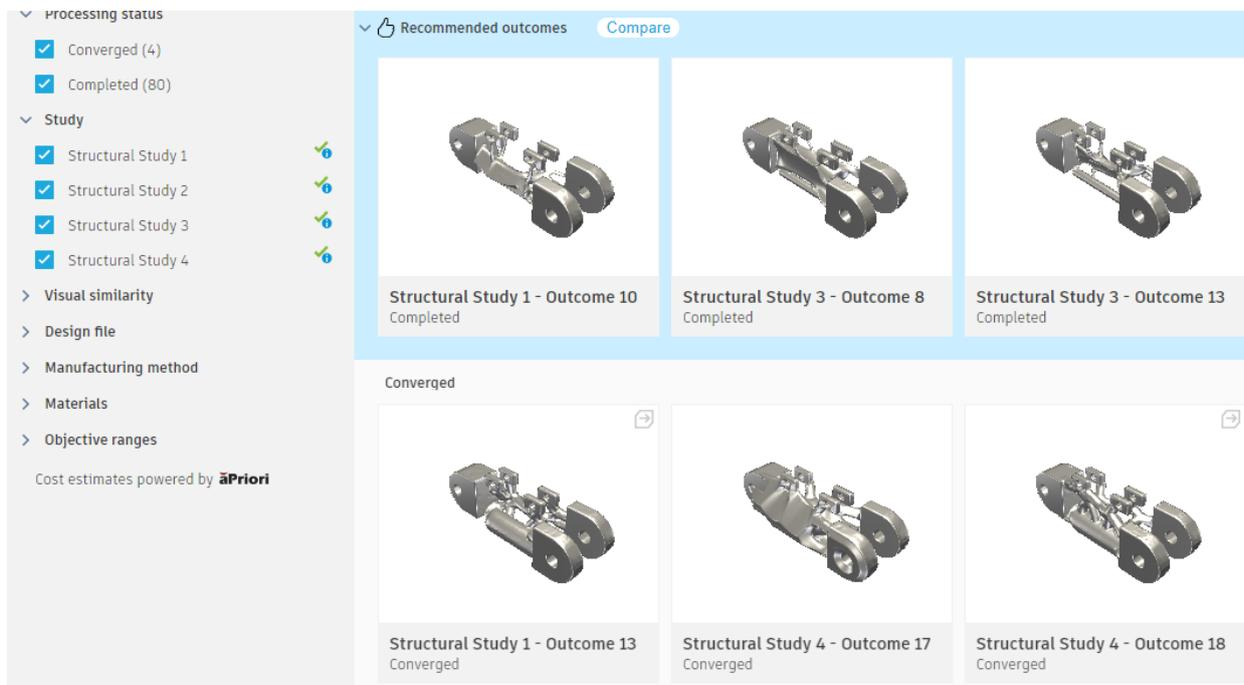 Processing status
Converged (4)
Completed (80)
Study
Structural Study 1
Structural Study 2
Structural Study 3
Structural Study 4
Visual similarity
Design file
Manufacturing method
Materials
Objective ranges
Cost estimates powered by aPriori
Recommended outcomes Compare
Structural Study 1 - Outcome 10
Completed
Structural Study 3 - Outcome 8
Completed
Structural Study 3 - Outcome 13
Completed
Converged
Structural Study 1 - Outcome 13
Converged
Structural Study 4 - Outcome 17
Converged
Structural Study 4 - Outcome 18
Converged